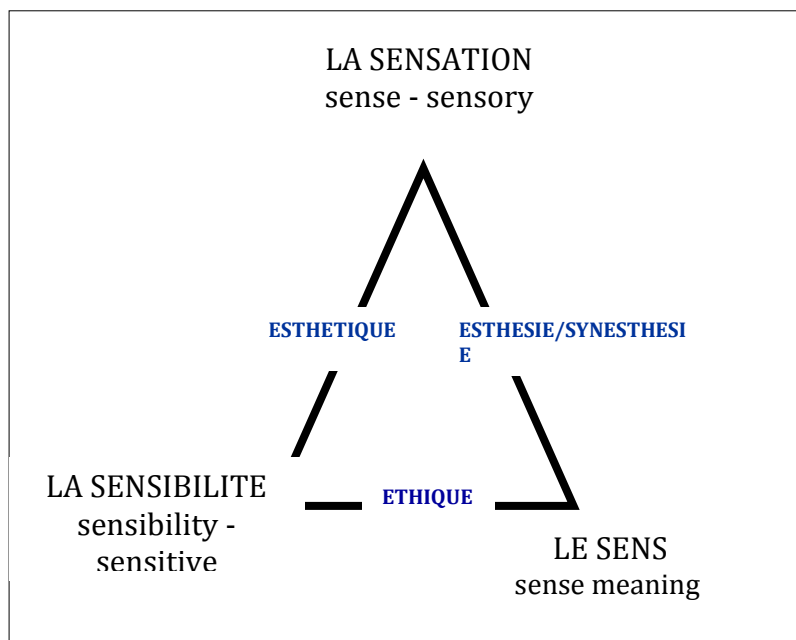 LA SENSATION
sense - sensory
ESTHETIQUE
ESTHESIE/SYNESTHESI
E
LA SENSIBILITE
sensibility -
sensitive
ETHIQUE
LE SENS
sense meaning